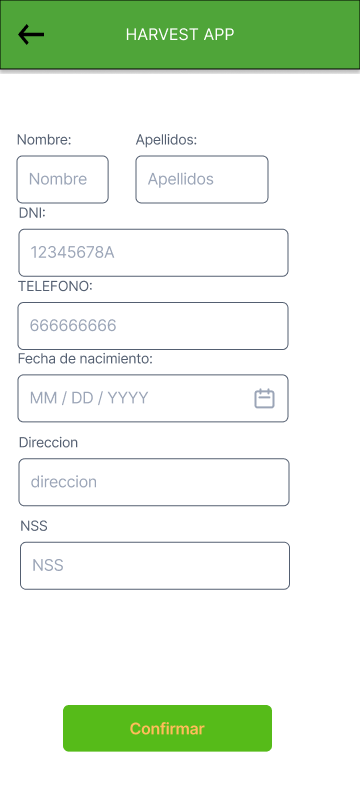 HARVEST APP
Nombre: Apellidos:
Nombre Apellidos
DNI:
12345678A
TELEFONO:
666666666
Fecha de nacimiento:
MM / DD / YYYY
Direccion
direccion
NSS
NSS
Confirmar